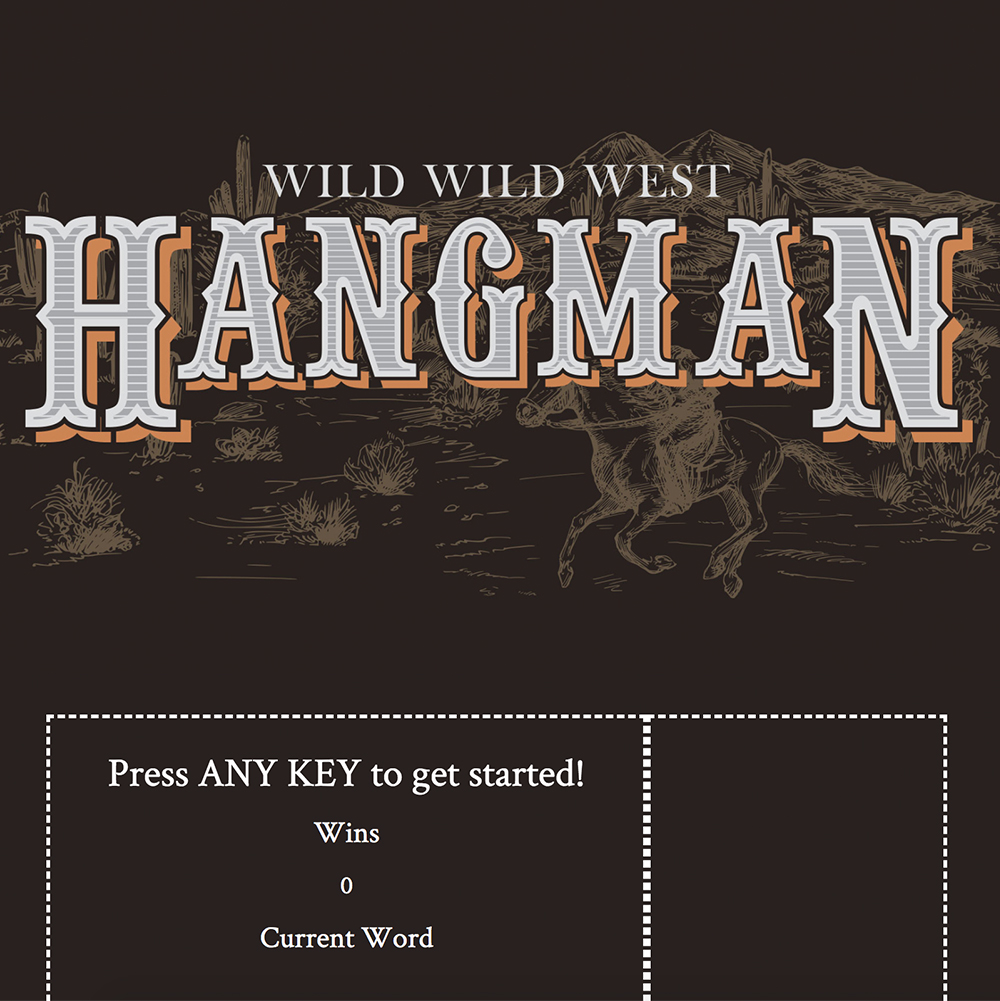 WILD WILD WEST
HANGMAN
Press ANY KEY to get started!
Wins
0
Current Word